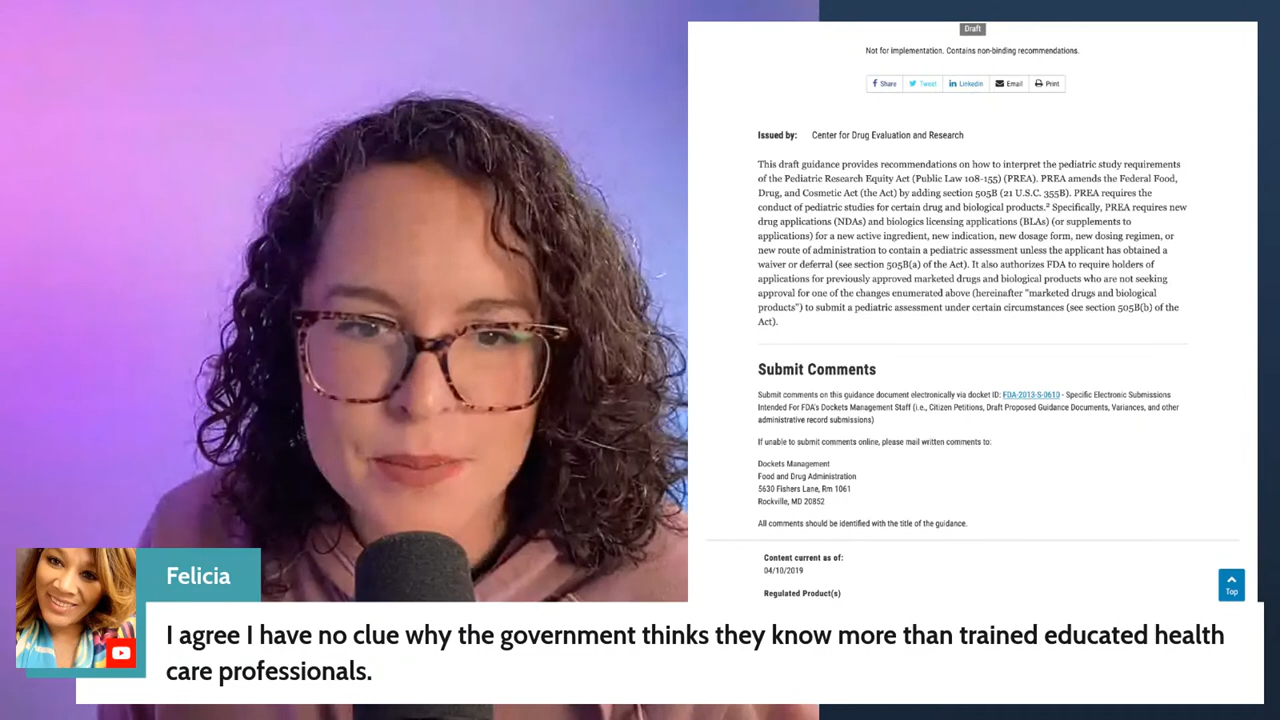 Draft
Not for implementation. Contains non-binding recommendations.
Share Tweet Linkedin Email Print
Issued by: Center for Drug Evaluation and Research
This draft guidance provides recommendations on how to interpret the pediatric study requirements
of the Pediatric Research Equity Act (Public Law 108-155) (PREA). PREA amends the Federal Food,
Drug, and Cosmetic Act (the Act) by adding section 505B (21 U.S.C. 355B). PREA requires the
conduct of pediatric studies for certain drug and biological products.² Specifically, PREA requires new
drug applications (NDAs) and biologics licensing applications (BLAs) (or supplements to
applications) for a new active ingredient, new indication, new dosage form, new dosing regimen, or
new route of administration to contain a pediatric assessment unless the applicant has obtained a
waiver or deferral (see section 505B(a) of the Act). It also authorizes FDA to require holders of
applications for previously approved marketed drugs and biological products who are not seeking
approval for one of the changes enumerated above (hereinafter "marketed drugs and biological
products") to submit a pediatric assessment under certain circumstances (see section 505B(b) of the
Act).
Submit Comments
Submit comments on this guidance document electronically via docket ID: FDA-2013-S-0610 - Specific Electronic Submissions
Intended For FDA's Dockets Management Staff (i.e., Citizen Petitions, Draft Proposed Guidance Documents, Variances, and other
administrative record submissions)
If unable to submit comments online, please mail written comments to:
Dockets Management
Food and Drug Administration
5630 Fishers Lane, Rm 1061
Rockville, MD 20852
All comments should be identified with the title of the guidance.
Content current as of:
04/10/2019
Regulated Product(s)
Top
Felicia
I agree I have no clue why the government thinks they know more than trained educated health
care professionals.